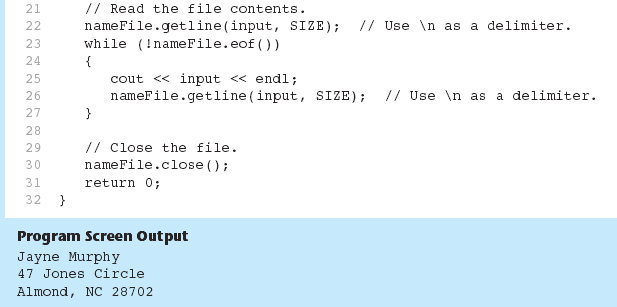 21 // Read the file contents.
22 nameFile.getline(input, SIZE); // Use \n as a delimiter.
23 while (!nameFile.eof())
24 {
25 cout << input << endl;
26 nameFile.getline(input, SIZE); // Use \n as a delimiter.
27 }
28
29 // Close the file.
30 nameFile.close();
31 return 0;
32 }
Program Screen Output
Jayne Murphy
47 Jones Circle
Almond, NC 28702